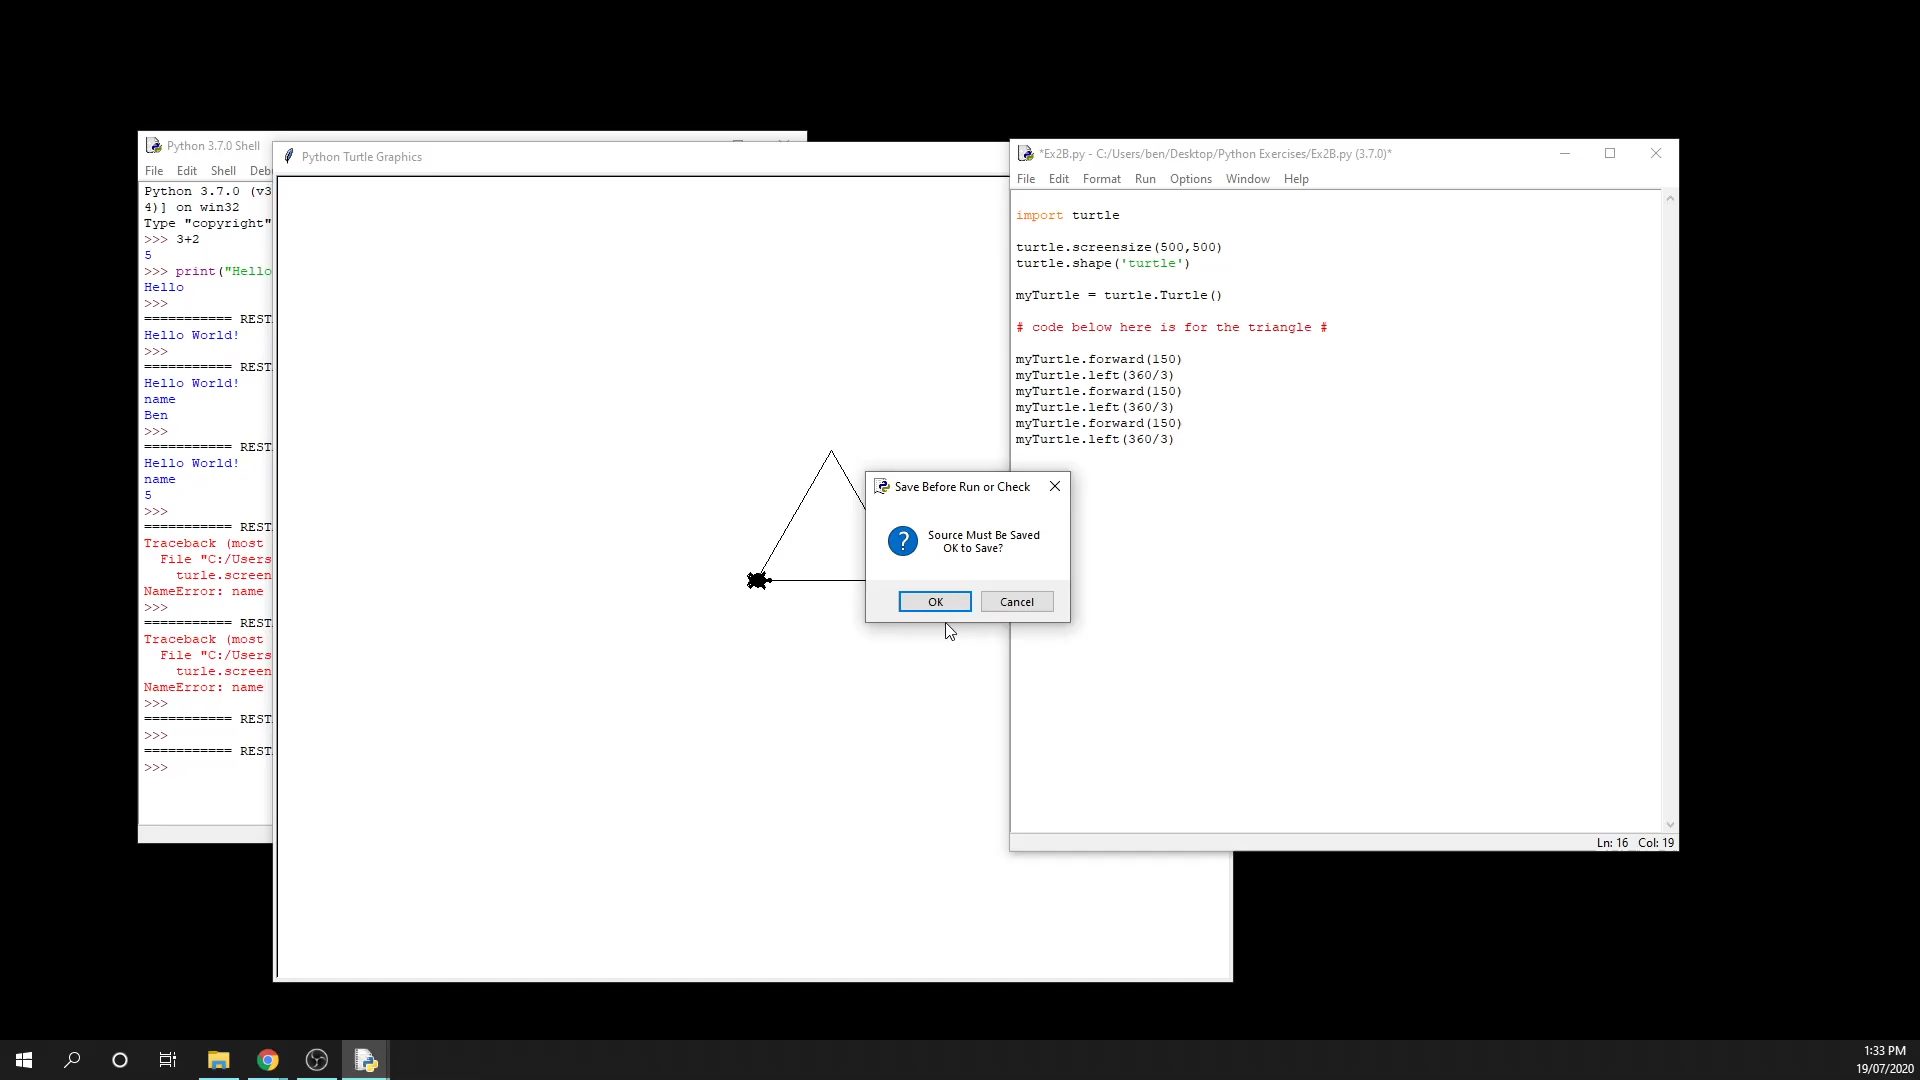 Python 3.7.0 Shell
File Edit Shell Deb
Python 3.7.0 (v3
4)] on win32
Type "copyright"
>>> 3+2
5
>>> print("Hello
Hello
>>>
=========== REST
Hello World!
>>>
=========== REST
Hello World!
name
Ben
>>>
=========== REST
Hello World!
name
5
>>>
=========== REST
Traceback (most
File "C:/Users
turle.screen
NameError: name
>>>
=========== REST
Traceback (most
File "C:/Users
turle.screen
NameError: name
>>>
=========== REST
>>>
=========== REST
>>>
Python Turtle Graphics
*Ex2B.py - C:/Users/ben/Desktop/Python Exercises/Ex2B.py (3.7.0)*
File Edit Format Run Options Window Help
import turtle
turtle.screensize(500,500)
turtle.shape('turtle')
myTurtle = turtle.Turtle()
# code below here is for the triangle #
myTurtle.forward(150)
myTurtle.left(360/3)
myTurtle.forward(150)
myTurtle.left(360/3)
myTurtle.forward(150)
myTurtle.left(360/3)
Ln: 16 Col: 19
Save Before Run or Check
Source Must Be Saved
OK to Save?
OK Cancel
1:33 PM
19/07/2020